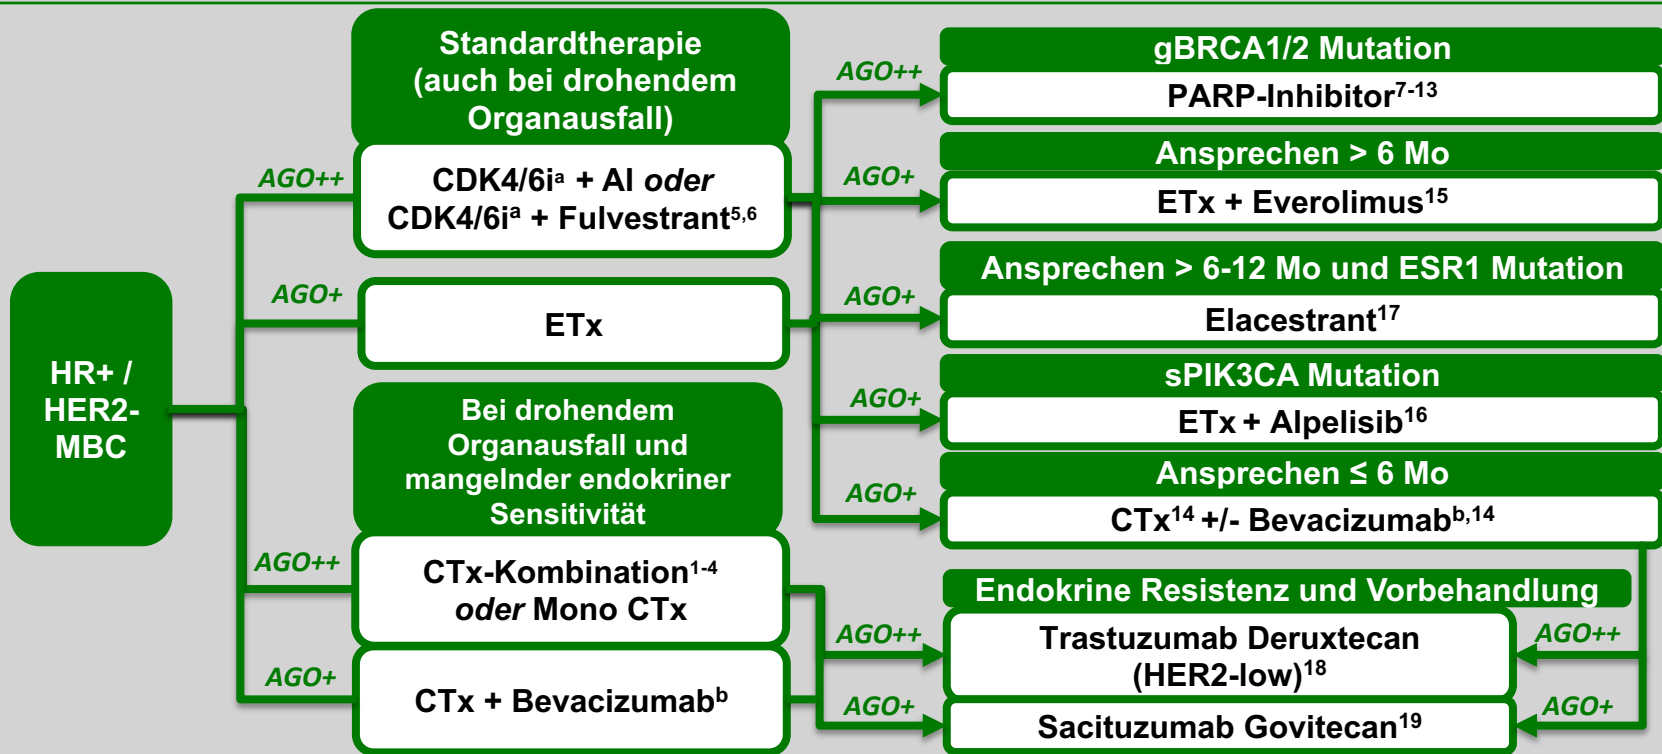 HR+ /
HER2-
MBC
AGO++
Standardtherapie
(auch bei drohendem
Organausfall)
CDK4/6iᵃ + AI oder
CDK4/6iᵃ + Fulvestrant⁵,⁶
AGO+
ETx
Bei drohendem
Organausfall und
mangelnder endokriner
Sensitivität
AGO++
CTx-Kombination¹⁻⁴
oder Mono CTx
AGO+
CTx + Bevacizumabᵇ
AGO++
gBRCA1/2 Mutation
PARP-Inhibitor⁷⁻¹³
AGO+
Ansprechen > 6 Mo
ETx + Everolimus¹⁵
AGO+
Ansprechen > 6-12 Mo und ESR1 Mutation
Elacestrant¹⁷
AGO+
sPIK3CA Mutation
ETx + Alpelisib¹⁶
AGO+
Ansprechen ≤ 6 Mo
CTx¹⁴ +/- Bevacizumabᵇ,¹⁴
Endokrine Resistenz und Vorbehandlung
AGO++
Trastuzumab Deruxtecan
(HER2-low)¹⁸
AGO++
AGO+
Sacituzumab Govitecan¹⁹
AGO+